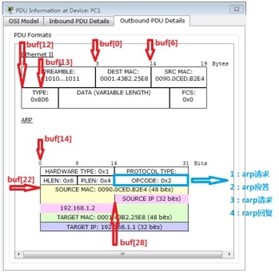 PDU Information at Device: PC1
OSI Model Inbound PDU Details Outbound PDU Details
PDU Formats
buf[12] buf[0] buf[6]
Ethernet II
buf[13]
8 14 19 Bytes
PREAMBLE: 1010...1011 DEST MAC: 0001.43B2.25E8 SRC MAC: 0090.0CED.B2E4
TYPE: 0x806 DATA (VARIABLE LENGTH) FCS: 0x0
ARP
buf[14]
0 8 16 31 Bits
HARDWARE TYPE: 0x1 PROTOCOL TYPE:
HLEN: 0x6 PLEN: 0x4 OPCODE: 0x2
buf[22]
SOURCE MAC: 0090.0CED.B2E4 (48 bits)
SOURCE IP (32 bits)
192.168.1.2
TARGET MAC: 0001.43B2.25E8 (48 bits)
TARGET IP: 192.168.1.1 (32 bits)
buf[28]
1：arp请求
2：arp应答
3：rarp请求
4：rarp回复